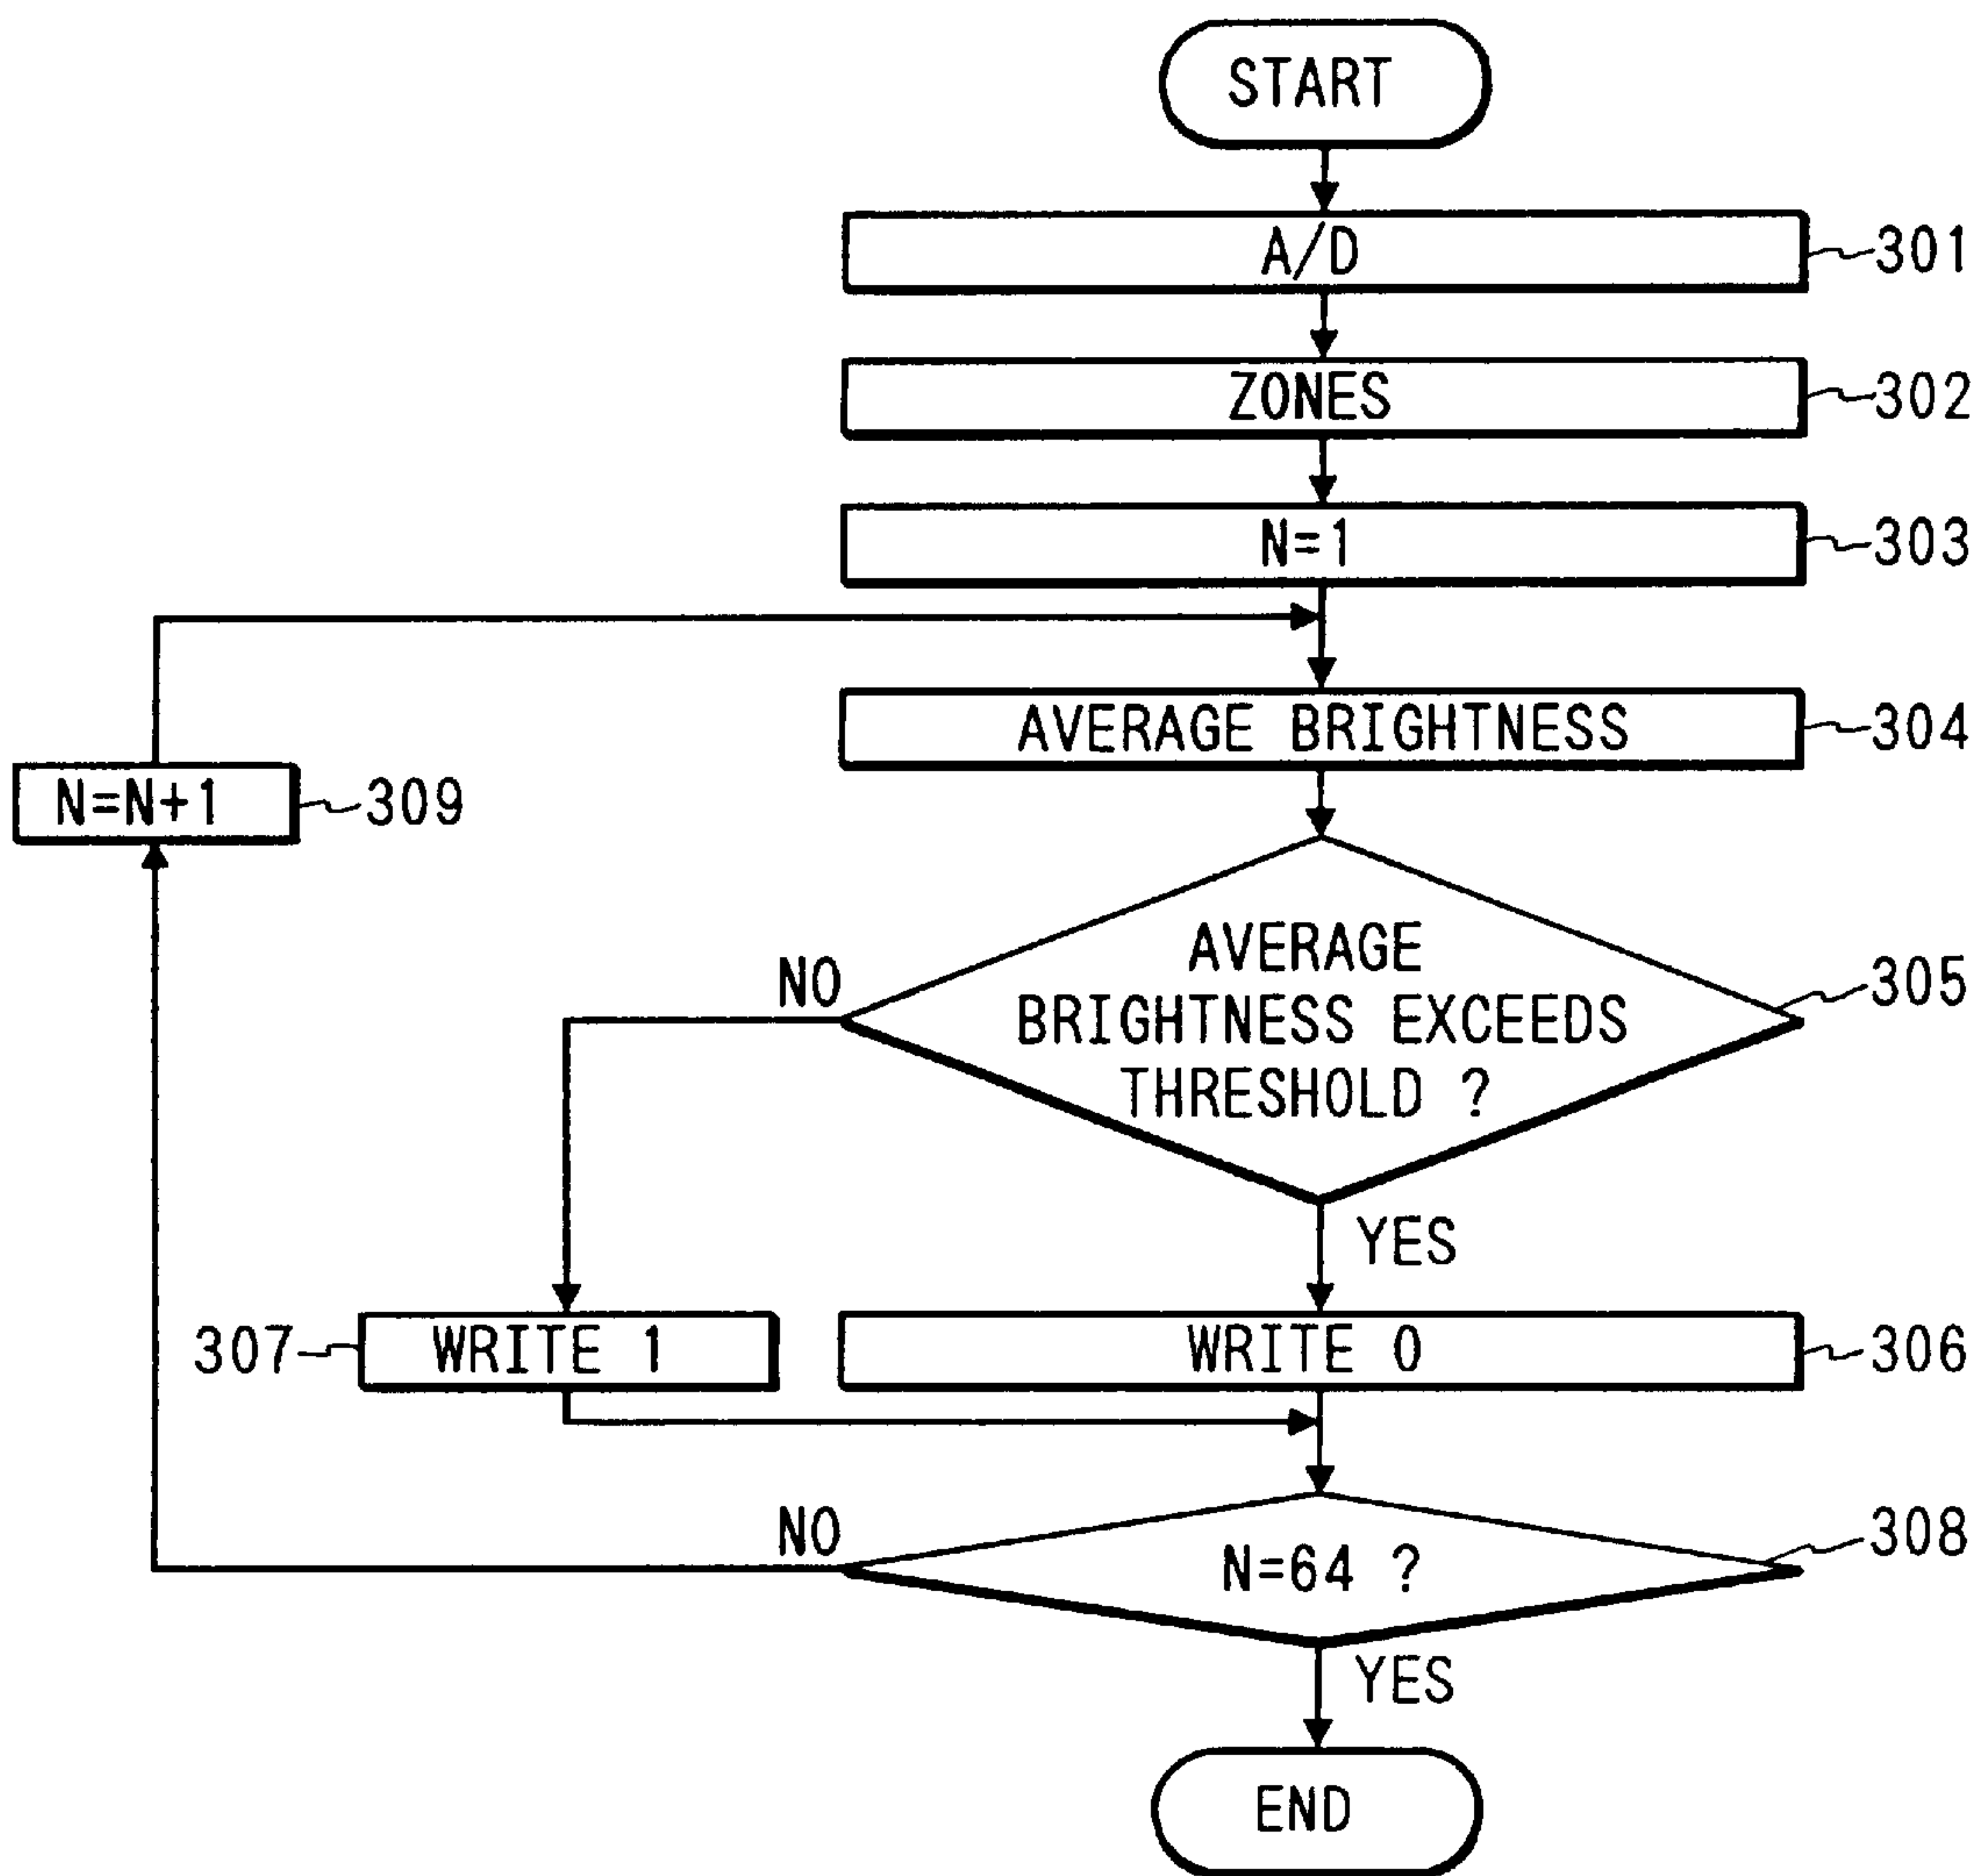 START
A/D
301
ZONES
302
N=1
303
AVERAGE BRIGHTNESS
304
N=N+1
309
AVERAGE
BRIGHTNESS EXCEEDS
THRESHOLD ?
305
NO
YES
307
WRITE 1
WRITE 0
306
NO
N=64 ?
308
YES
END